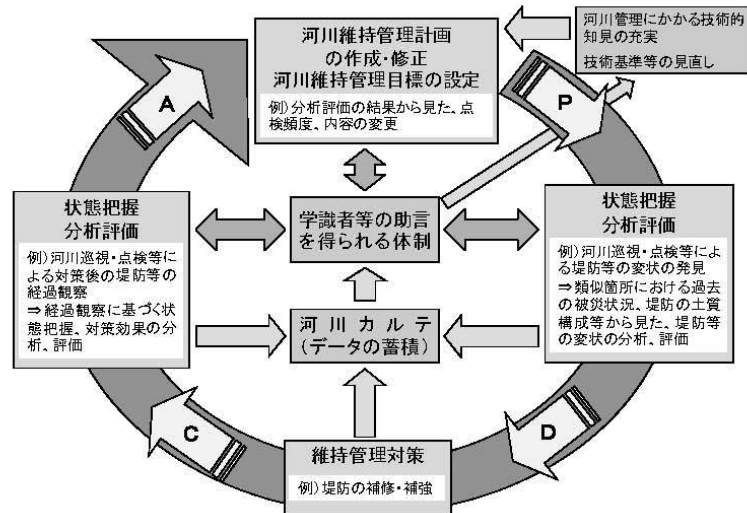 河川維持管理計画
の作成・修正
河川維持管理目標の設定
例）分析評価の結果から見た、点
検頻度、内容の変更
河川管理にかかる技術的
知見の充実
技術基準等の見直し
A
P
状態把握
分析評価
例）河川巡視・点検等に
よる対策後の堤防等の
経過観察
⇒経過観察に基づく状
態把握、対策効果の分
析、評価
学識者等の助言
を得られる体制
状態把握
分析評価
例）河川巡視・点検等によ
る堤防等の変状の発見
⇒類似箇所における過去
の被災状況、堤防の土質
構成等から見た、堤防等
の変状の分析、評価
河川カルテ
（データの蓄積）
C
D
維持管理対策
例）堤防の補修・補強